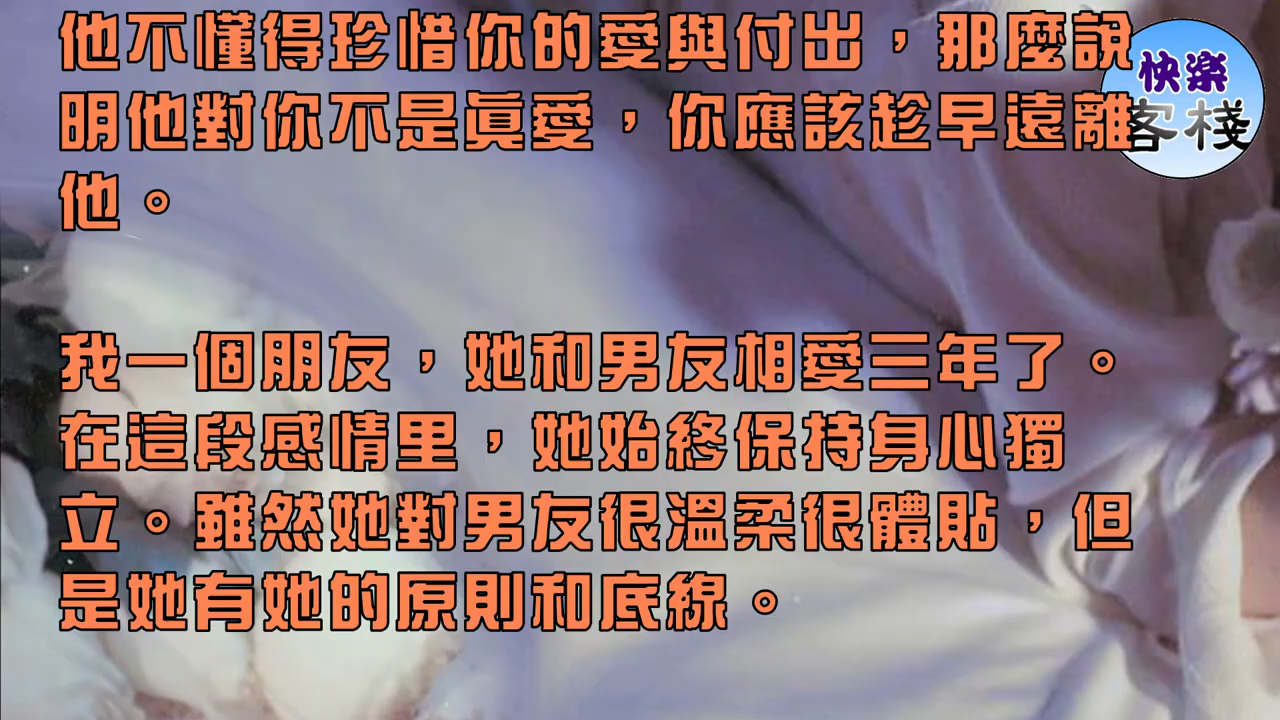 他不懂得珍惜你的愛與付出，那麼說
明他對你不是眞愛，你應該趁早遠離
他。
我一個朋友，她和男友相愛三年了。
在這段感情里，她始終保持身心獨
立。雖然她對男友很溫柔很體貼，但
是她有她的原則和底線。
快樂
客棧